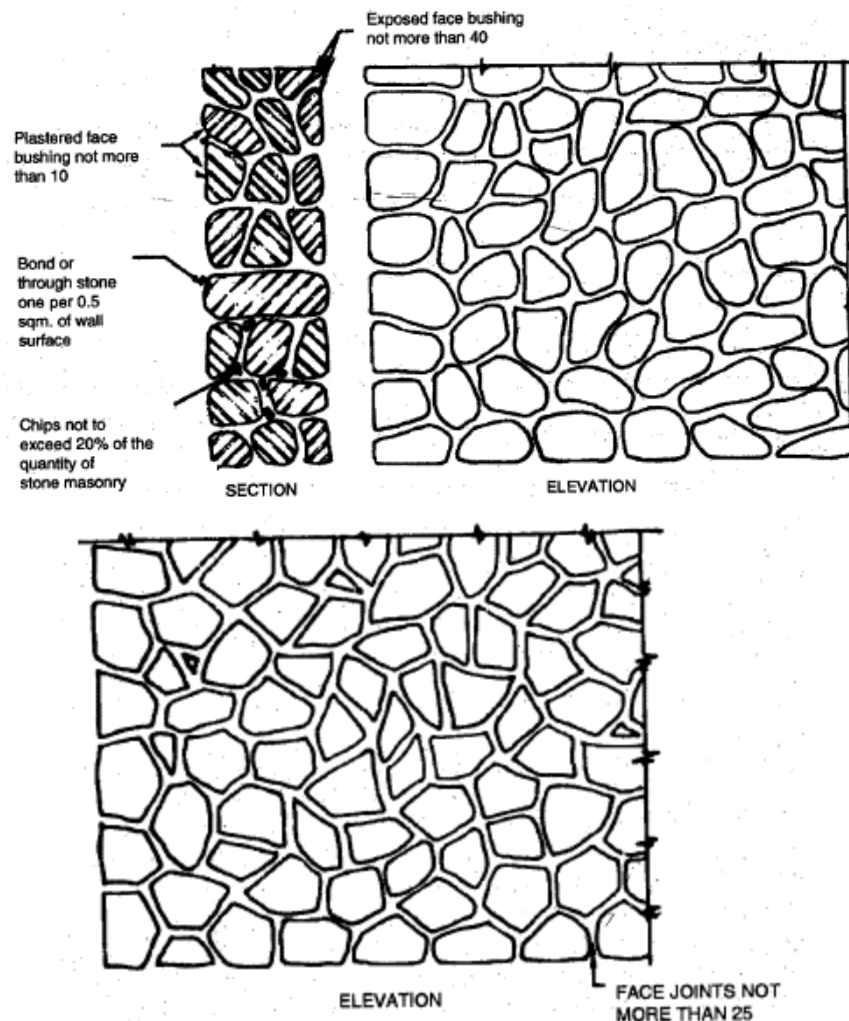 Exposed face bushing
not more than 40
Plastered face
bushing not more
than 10
Bond or
through stone
one per 0.5
sqm. of wall
surface
Chips not to
exceed 20% of the
quantity of
stone masonry
SECTION
ELEVATION
ELEVATION
FACE JOINTS NOT
MORE THAN 25